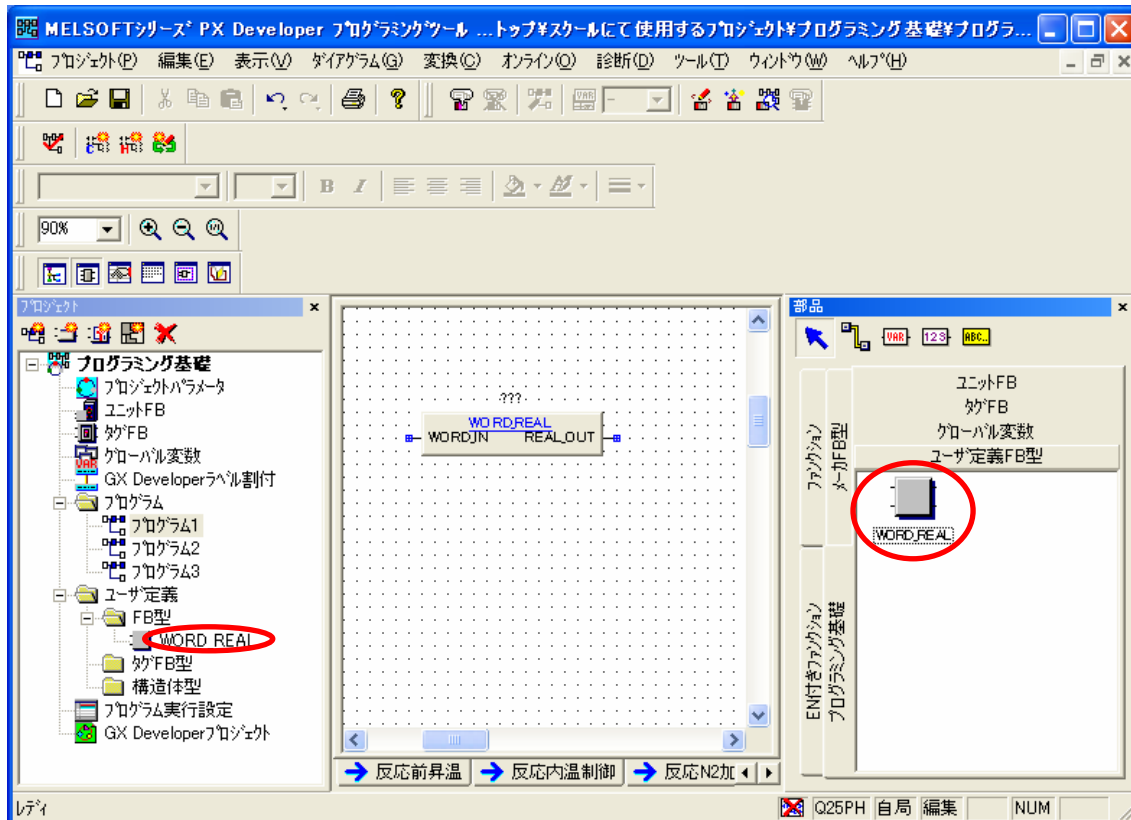 MELSOFTシリーズ PX Developer プログラミングツール ...トップ¥スクールにて使用するプロジェクト¥プログラミング基礎¥プログラ...
プロジェクト(P) 編集(E) 表示(V) ダイアグラム(G) 変換(C) オンライン(O) 診断(D) ツール(T) ウィンドウ(W) ヘルプ(H)
VAR -
B I
90%
プロジェクト
プログラミング基礎
プロジェクトパラメータ
ユニットFB
タグFB
グローバル変数
GX Developerラベル割付
プログラム
プログラム1
プログラム2
プログラム3
ユーザ定義
FB型
WORD_REAL
タグFB型
構造体型
プログラム実行設定
GX Developerプロジェクト
???
WORD_REAL
WORD_IN REAL_OUT
反応前昇温 反応内温制御 反応N2加
部品
VAR 123 ABC..
ファンクション
メーカFB型
EN付きファンクション
プログラミング基礎
ユニットFB
タグFB
グローバル変数
ユーザ定義FB型
WORD_REAL
レディ Q25PH 自局 編集 NUM